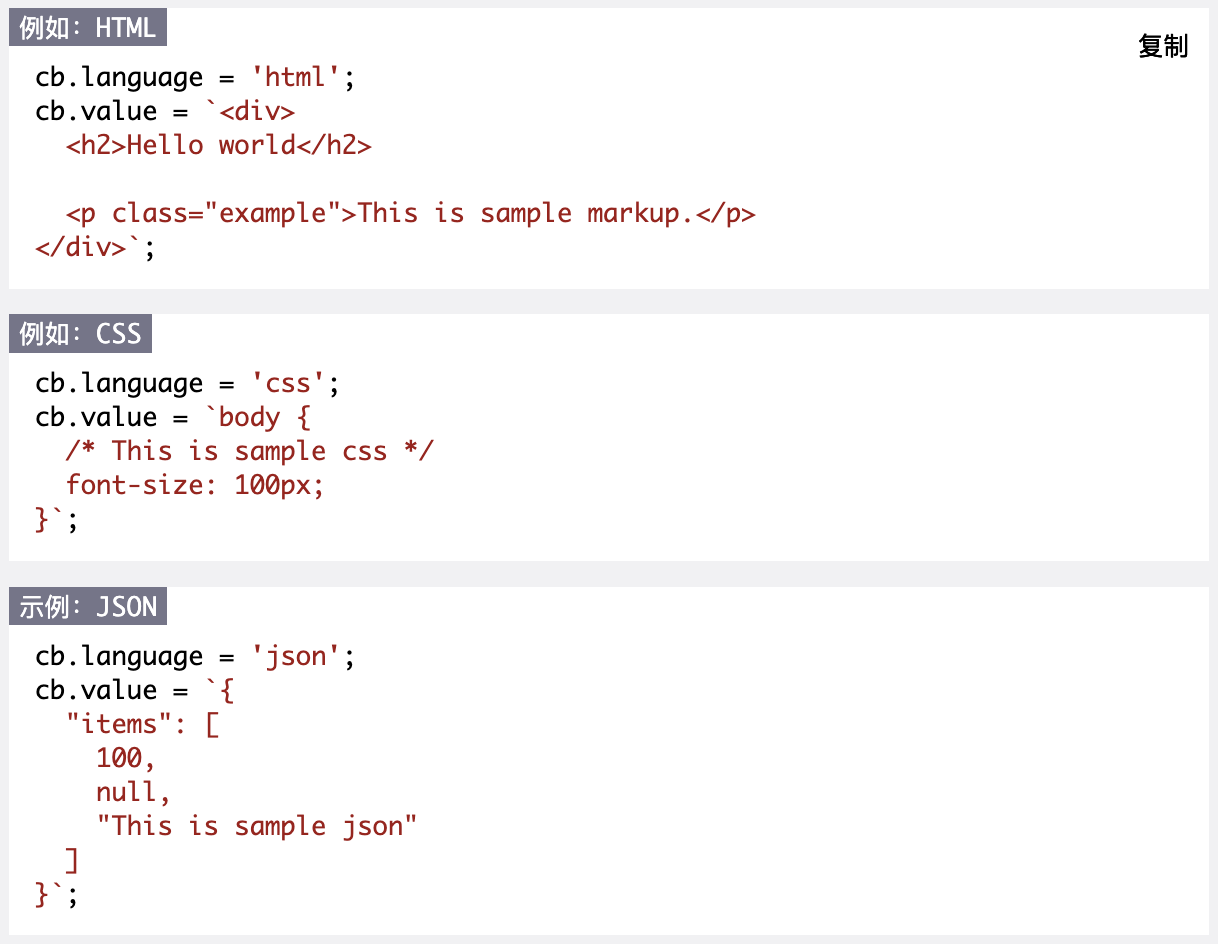 例如：HTML
复制
cb.language = 'html';
cb.value = `<div>
  <h2>Hello world</h2>

  <p class="example">This is sample markup.</p>
</div>`;
例如：CSS
cb.language = 'css';
cb.value = `body {
  /* This is sample css */
  font-size: 100px;
}`;
示例：JSON
cb.language = 'json';
cb.value = `{
  "items": [
    100,
    null,
    "This is sample json"
  ]
}`;